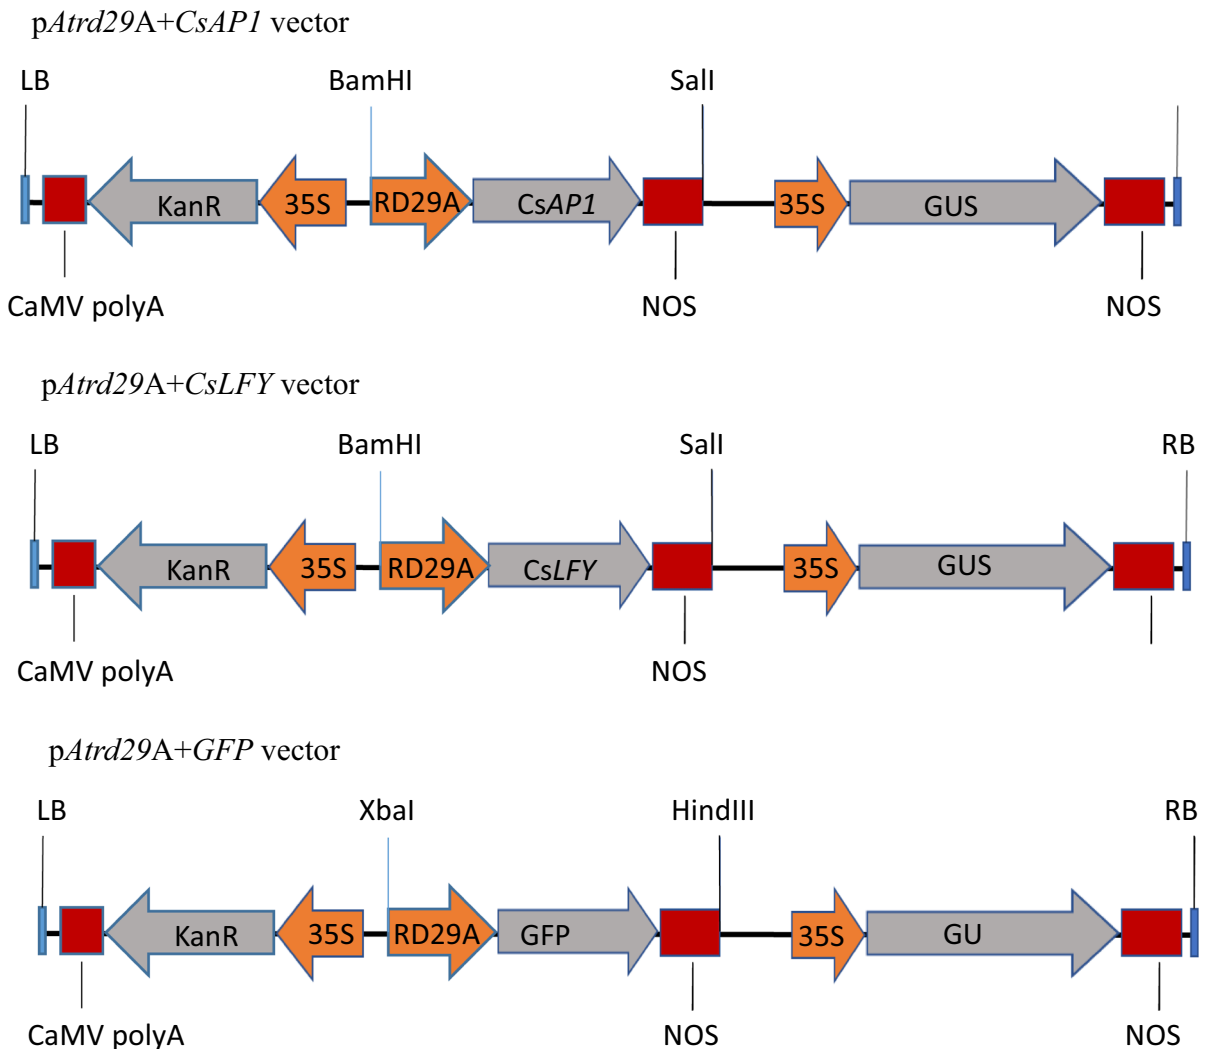 pAtrd29A+CsAP1 vector
LB BamHI SalI
KanR 35S RD29A CsAP1 35S GUS
CaMV polyA NOS NOS
pAtrd29A+CsLFY vector
LB BamHI SalI RB
KanR 35S RD29A CsLFY 35S GUS
CaMV polyA NOS
pAtrd29A+GFP vector
LB XbaI HindIII RB
KanR 35S RD29A GFP 35S GU
CaMV polyA NOS NOS